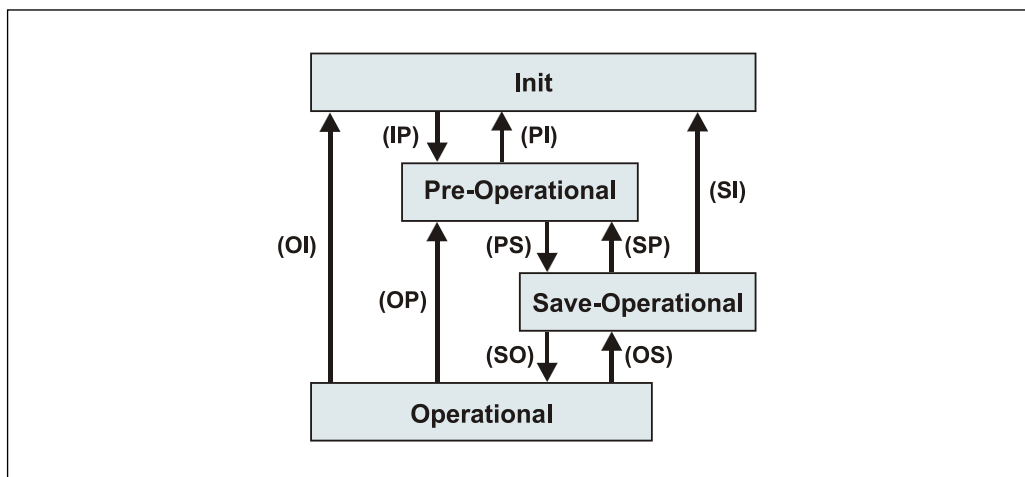 Init
(IP)
(PI)
Pre-Operational
(SI)
(OI)
(PS)
(SP)
(OP)
Save-Operational
(SO)
(OS)
Operational